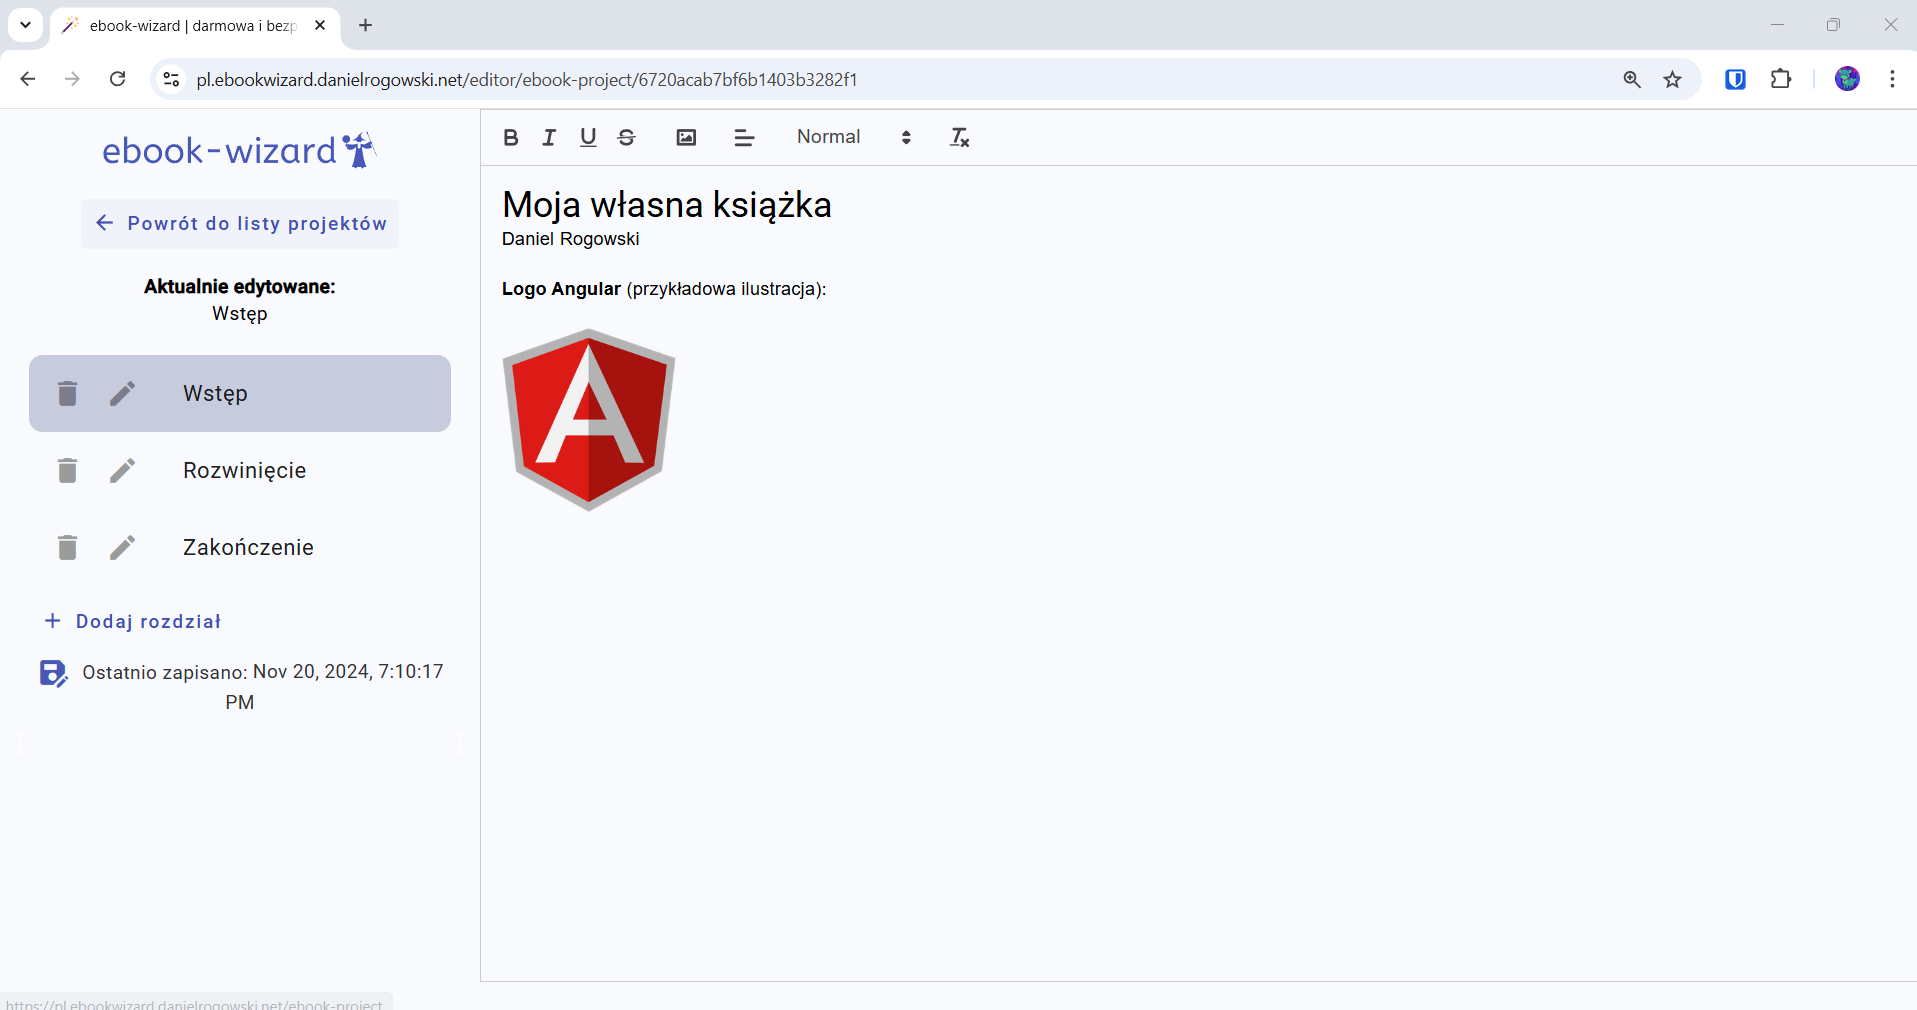 ebook-wizard | darmowa i bezp
pl.ebookwizard.danielrogowski.net/editor/ebook-project/6720acab7bf6b1403b3282f1
ebook-wizard
Powrót do listy projektów
Aktualnie edytowane:
Wstęp
Wstęp
Rozwinięcie
Zakończenie
+ Dodaj rozdział
Ostatnio zapisano: Nov 20, 2024, 7:10:17
PM
B I U S Normal Tx
Moja własna książka
Daniel Rogowski
Logo Angular (przykładowa ilustracja):
A
https://pl.ebookwizard.danielrogowski.net/ebook-project